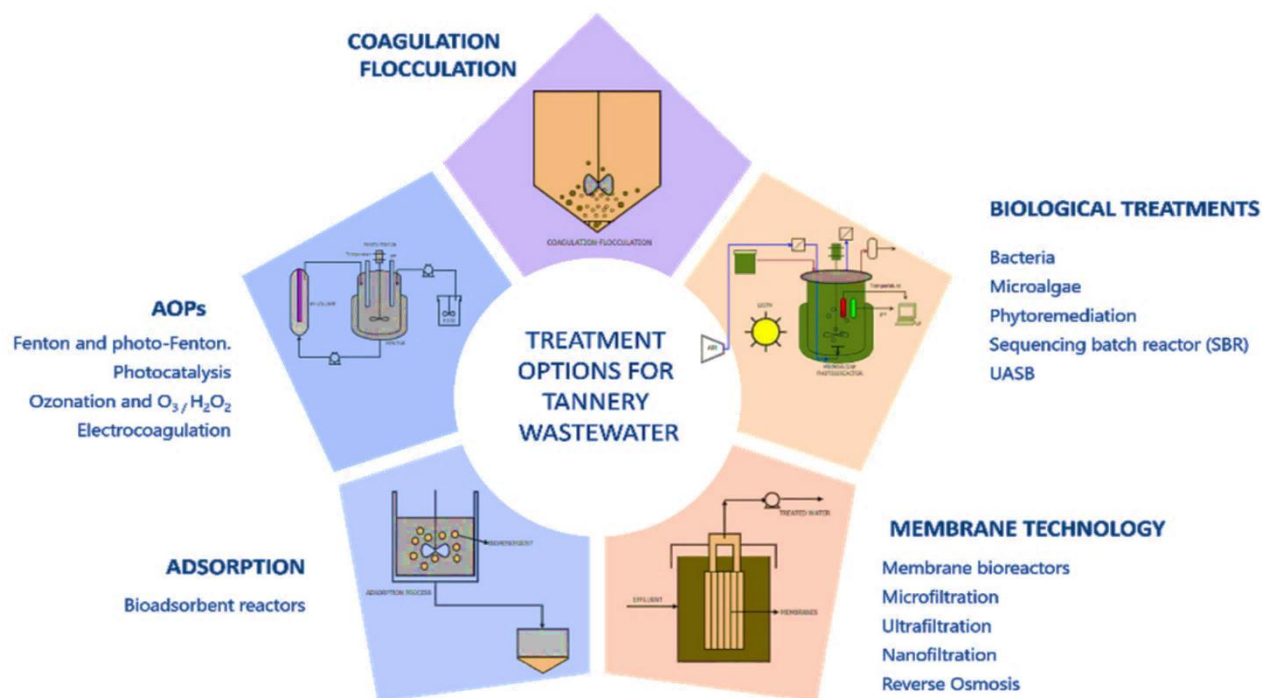 COAGULATION
FLOCCULATION
COAGULATION-FLOCCULATION
BIOLOGICAL TREATMENTS
Bacteria
Microalgae
Phytoremediation
Sequencing batch reactor (SBR)
UASB
Temperature
AIR
AOPs
Fenton and photo-Fenton.
Photocatalysis
Ozonation and O₃/H₂O₂
Electrocoagulation
TREATMENT
OPTIONS FOR
TANNERY
WASTEWATER
ADSORPTION
Bioadsorbent reactors
ADSORPTION PROCESS
MEMBRANE TECHNOLOGY
Membrane bioreactors
Microfiltration
Ultrafiltration
Nanofiltration
Reverse Osmosis
TREATED WATER
EFFLUENT
MEMBRANES